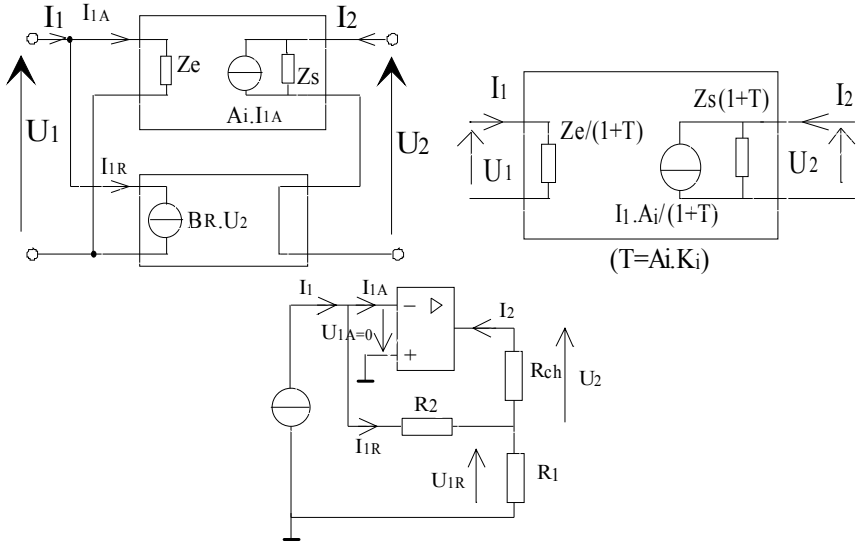 I1 I1A I2
Ze
Zs
Ai.I1A
U1
U2
I1R
BR.U2
I1
Zs(1+T)
I2
Ze/(1+T)
U1
U2
I1.Ai/(1+T)
(T=Ai.Ki)
I1 I1A
−
I2
U1A=0
+
Rch
U2
R2
I1R
U1R
R1